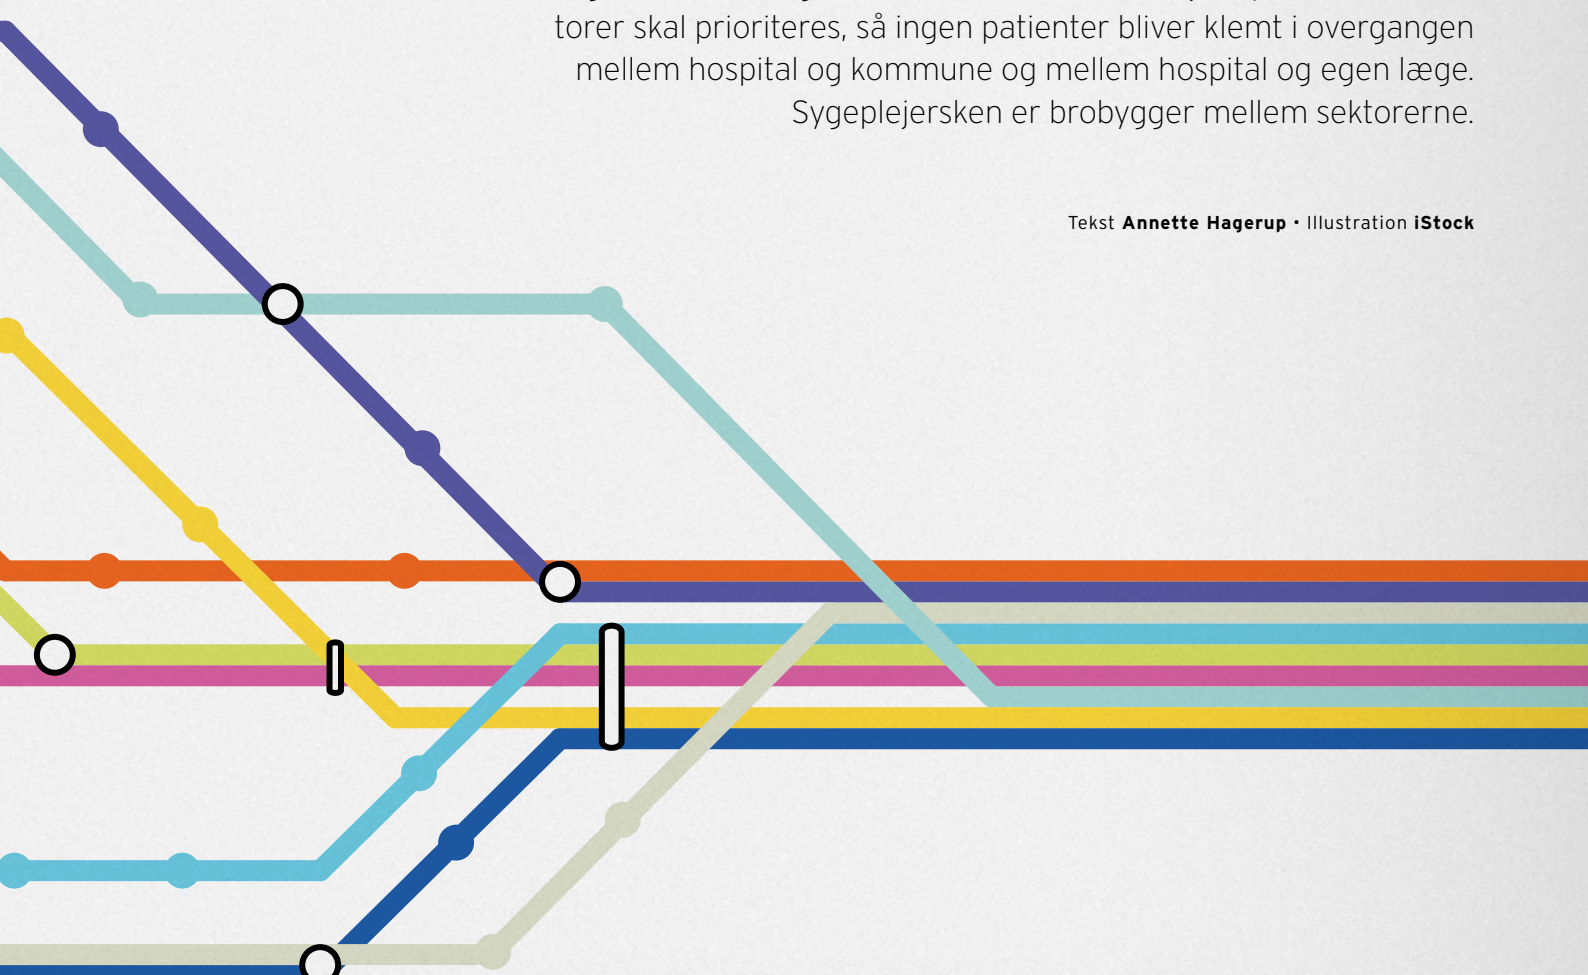 torer skal prioriteres, så ingen patienter bliver klemt i overgangen
mellem hospital og kommune og mellem hospital og egen læge.
Sygeplejersken er brobygger mellem sektorerne.
Tekst Annette Hagerup • Illustration iStock